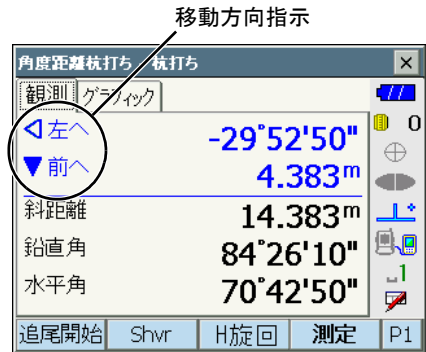 移動方向指示
角度距離杭打ち 杭打ち
観測 グラフィック
左へ -29°52'50"
前へ 4.383m
斜距離 14.383m
鉛直角 84°26'10"
水平角 70°42'50"
0
1
追尾開始 Shvr H旋回 測定 P1